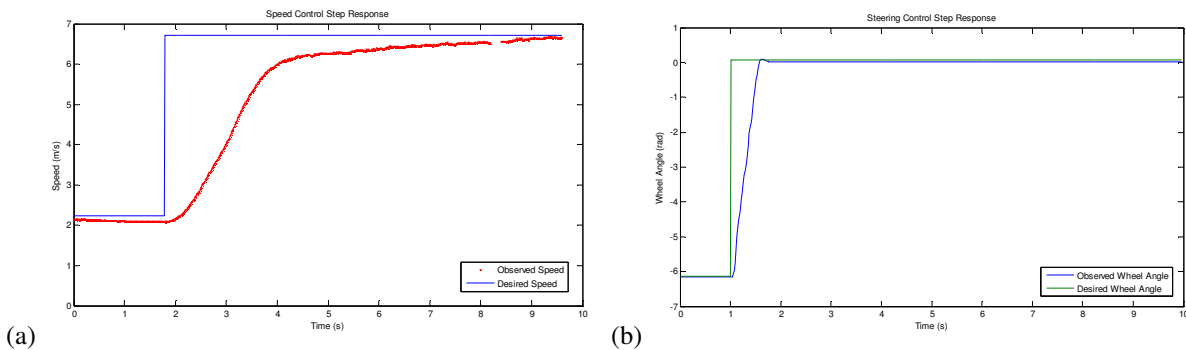 Speed Control Step Response
7
6
5
4
3
2
1
0
Speed (m/s)
0 1 2 3 4 5 6 7 8 9 10
Time (s)
Observed Speed
Desired Speed
(a)
Steering Control Step Response
1
0
-1
-2
-3
-4
-5
-6
-7
Wheel Angle (rad)
0 1 2 3 4 5 6 7 8 9 10
Time (s)
Observed Wheel Angle
Desired Wheel Angle
(b)